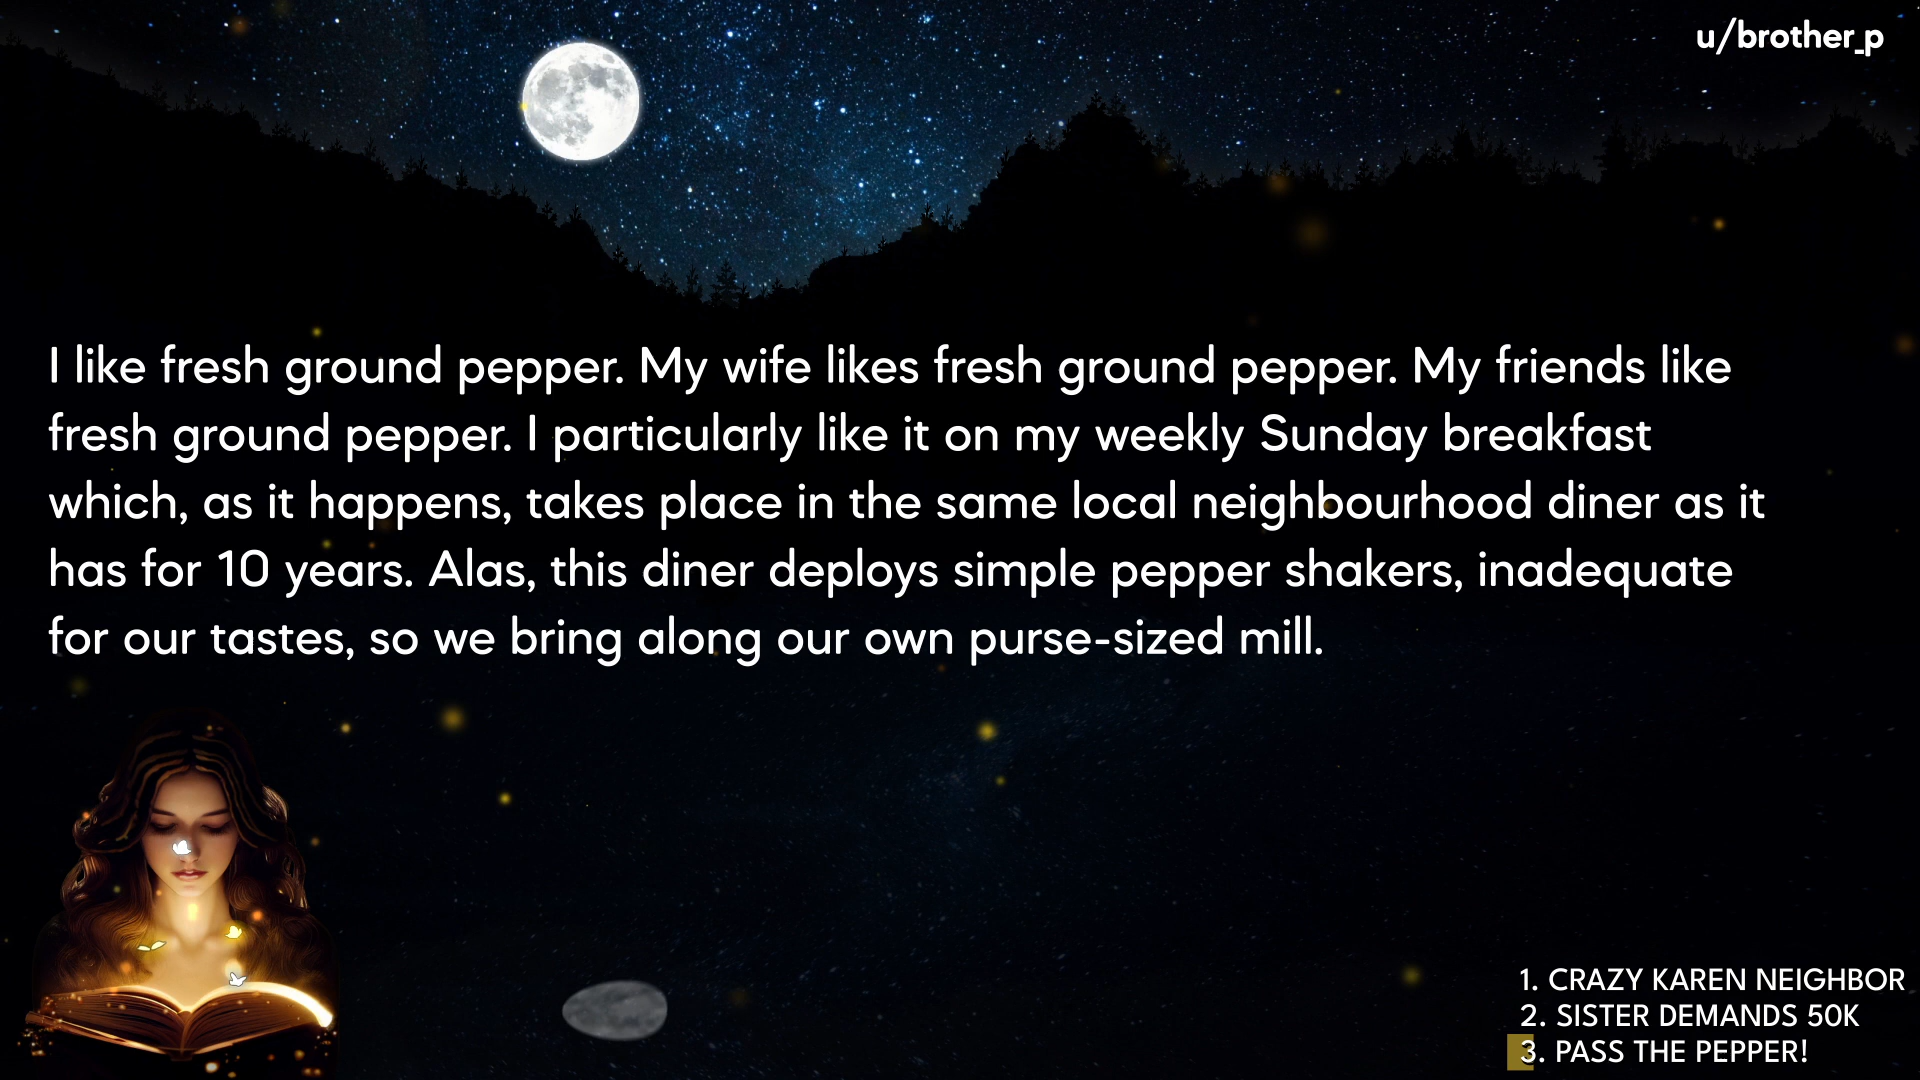 u/brother_p
I like fresh ground pepper. My wife likes fresh ground pepper. My friends like
fresh ground pepper. I particularly like it on my weekly Sunday breakfast
which, as it happens, takes place in the same local neighbourhood diner as it
has for 10 years. Alas, this diner deploys simple pepper shakers, inadequate
for our tastes, so we bring along our own purse-sized mill.
1. CRAZY KAREN NEIGHBOR
2. SISTER DEMANDS 50K
3. PASS THE PEPPER!